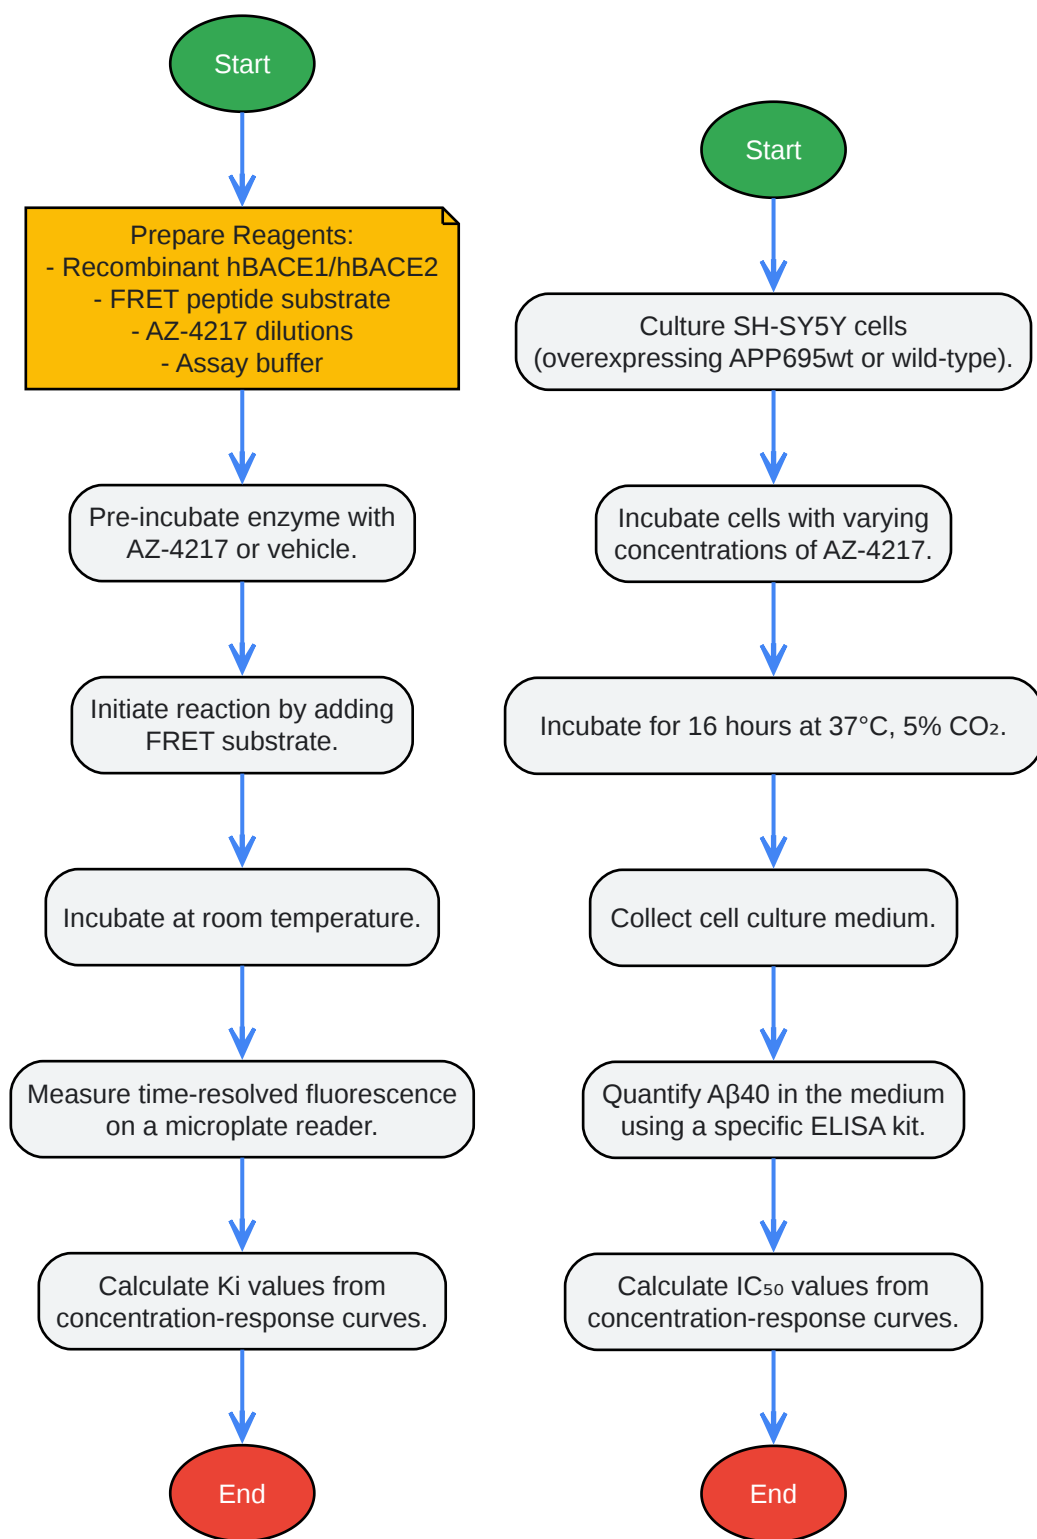 Start
Prepare Reagents:
- Recombinant hBACE1/hBACE2
- FRET peptide substrate
- AZ-4217 dilutions
- Assay buffer
Pre-incubate enzyme with
AZ-4217 or vehicle.
Initiate reaction by adding
FRET substrate.
Incubate at room temperature.
Measure time-resolved fluorescence
on a microplate reader.
Calculate Ki values from
concentration-response curves.
End
Start
Culture SH-SY5Y cells
(overexpressing APP695wt or wild-type).
Incubate cells with varying
concentrations of AZ-4217.
Incubate for 16 hours at 37°C, 5% CO₂.
Collect cell culture medium.
Quantify Aβ40 in the medium
using a specific ELISA kit.
Calculate IC₅₀ values from
concentration-response curves.
End